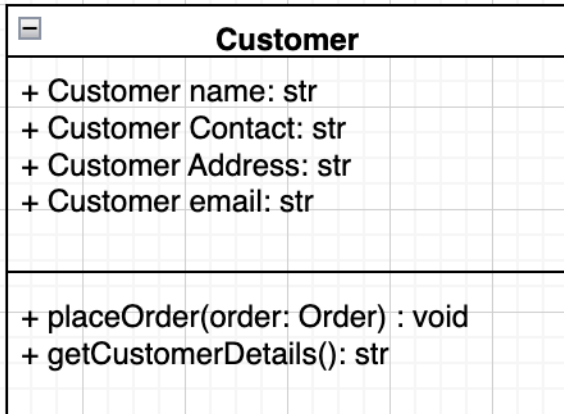 Customer
+ Customer name: str
+ Customer Contact: str
+ Customer Address: str
+ Customer email: str
+ placeOrder(order: Order) : void
+ getCustomerDetails(): str